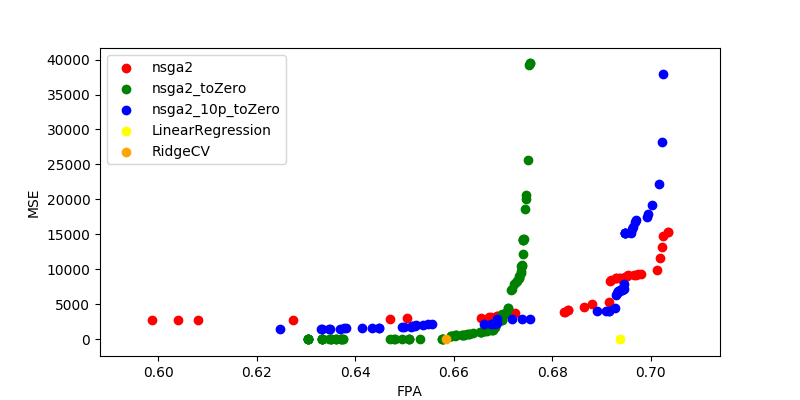 40000
35000
30000
25000
20000
15000
10000
5000
0
MSE
nsga2
nsga2_toZero
nsga2_10p_toZero
LinearRegression
RidgeCV
0.60 0.62 0.64 0.66 0.68 0.70
FPA